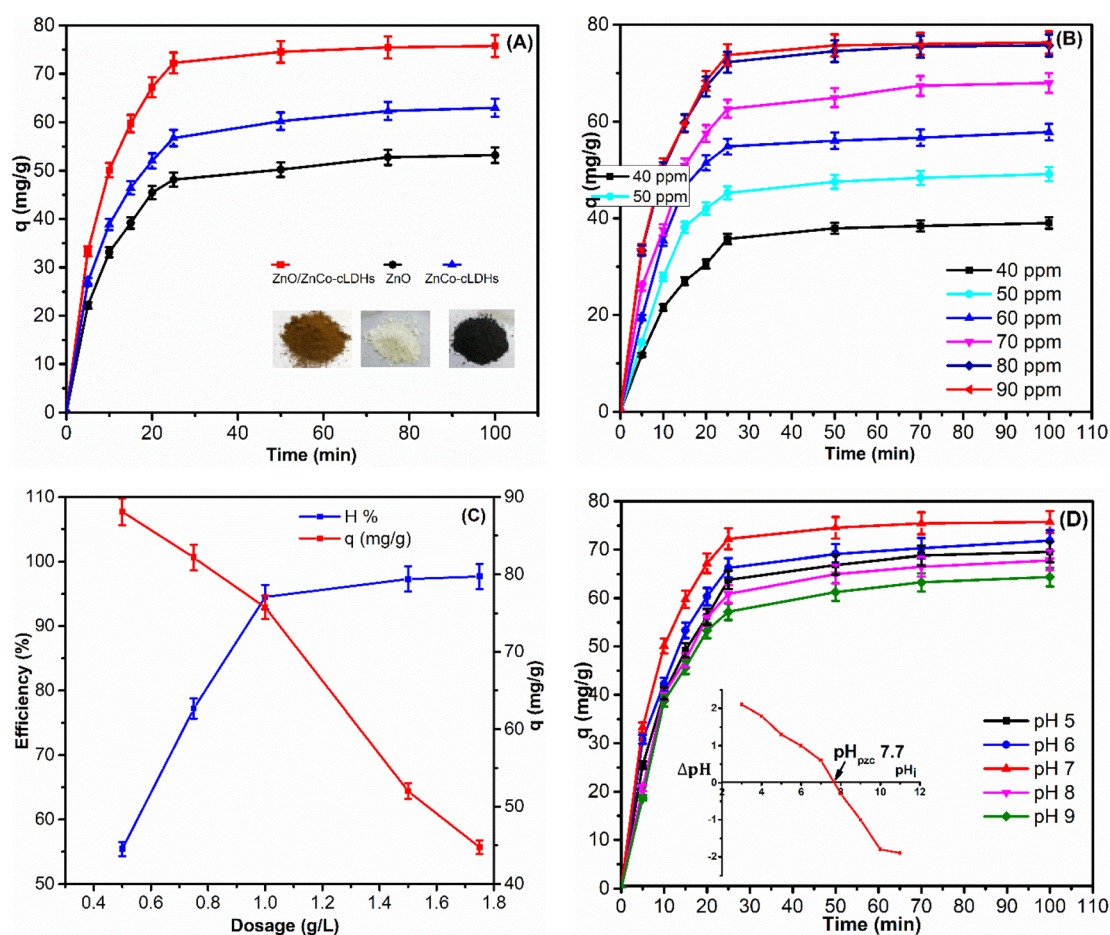 (A)
q (mg/g)
80
70
60
50
40
30
20
10
0
ZnO/ZnCo-cLDHs ZnO ZnCo-cLDHs
0 20 40 60 80 100
Time (min)
(B)
q (mg/g)
80
70
60
50
40
30
20
10
0
40 ppm
50 ppm
40 ppm
50 ppm
60 ppm
70 ppm
80 ppm
90 ppm
0 10 20 30 40 50 60 70 80 90 100 110
Time (min)
(C)
H %
q (mg/g)
Efficiency (%)
110
100
90
80
70
60
50
q (mg/g)
90
80
70
60
50
40
0.4 0.6 0.8 1.0 1.2 1.4 1.6 1.8
Dosage (g/L)
(D)
q (mg/g)
80
70
60
50
40
30
20
10
0
ΔpH
2
1
0
-1
-2
pHpzc 7.7
pHi
2 4 6 8 10 12
pH 5
pH 6
pH 7
pH 8
pH 9
0 10 20 30 40 50 60 70 80 90 100 110
Time (min)